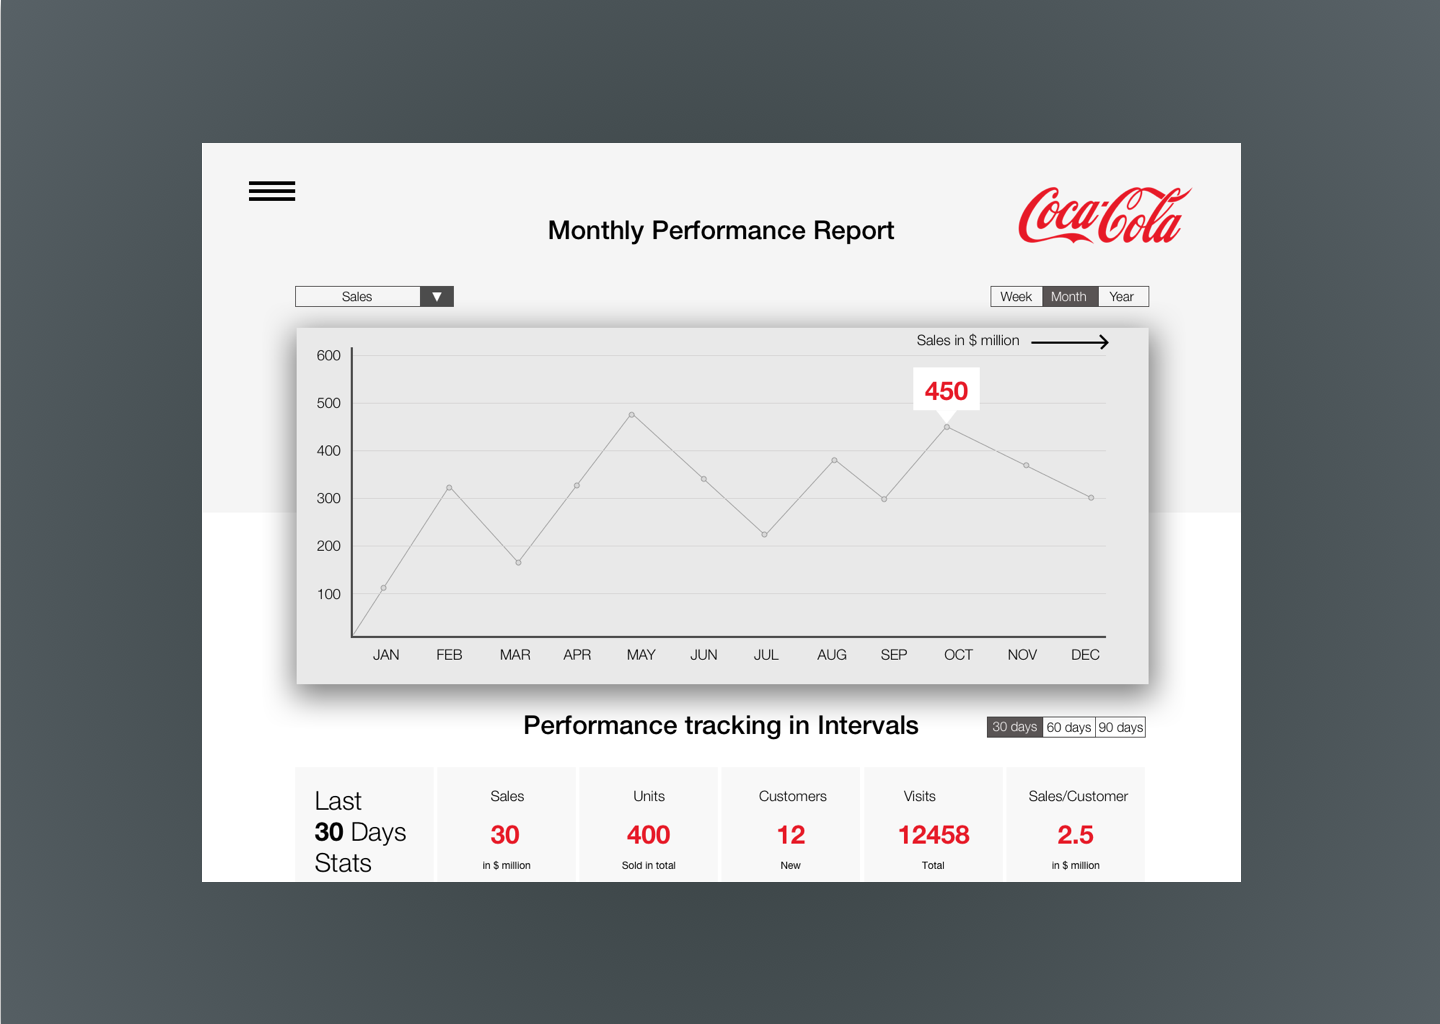 Coca-Cola
Monthly Performance Report
Sales ▼
Week Month Year
Sales in $ million
600
500
400
300
200
100
450
JAN FEB MAR APR MAY JUN JUL AUG SEP OCT NOV DEC
Performance tracking in Intervals
30 days 60 days 90 days
Last
30 Days
Stats
Sales
30
in $ million
Units
400
Sold in total
Customers
12
New
Visits
12458
Total
Sales/Customer
2.5
in $ million